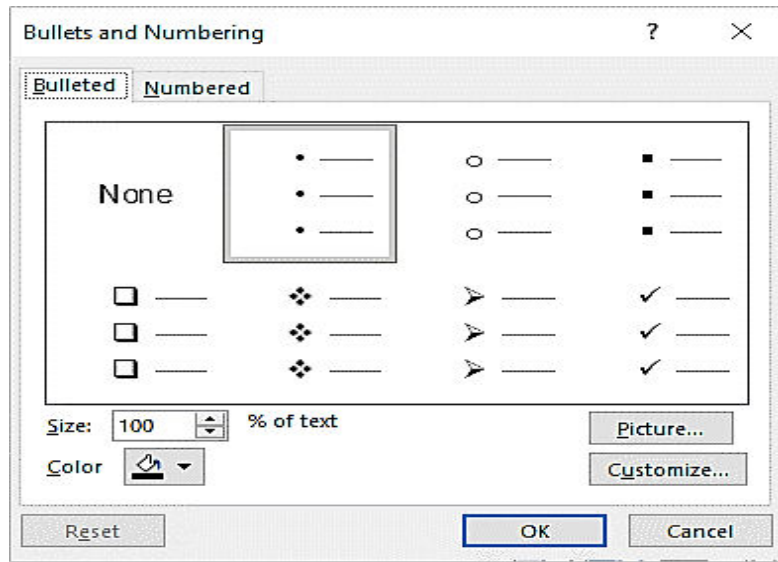 Bullets and Numbering ?
Bulleted Numbered
None
Size: 100 % of text Picture...
Color Customize...
Reset OK Cancel